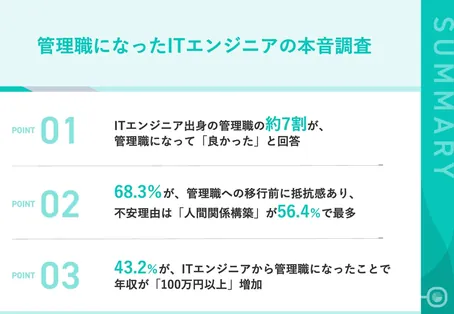 管理職になったITエンジニアの本音調査
SUMMARY
POINT 01
ITエンジニア出身の管理職の約7割が、
管理職になって「良かった」と回答
POINT 02
68.3%が、管理職への移行前に抵抗感あり、
不安理由は「人間関係構築」が56.4%で最多
POINT 03
43.2%が、ITエンジニアから管理職になったことで
年収が「100万円以上」増加